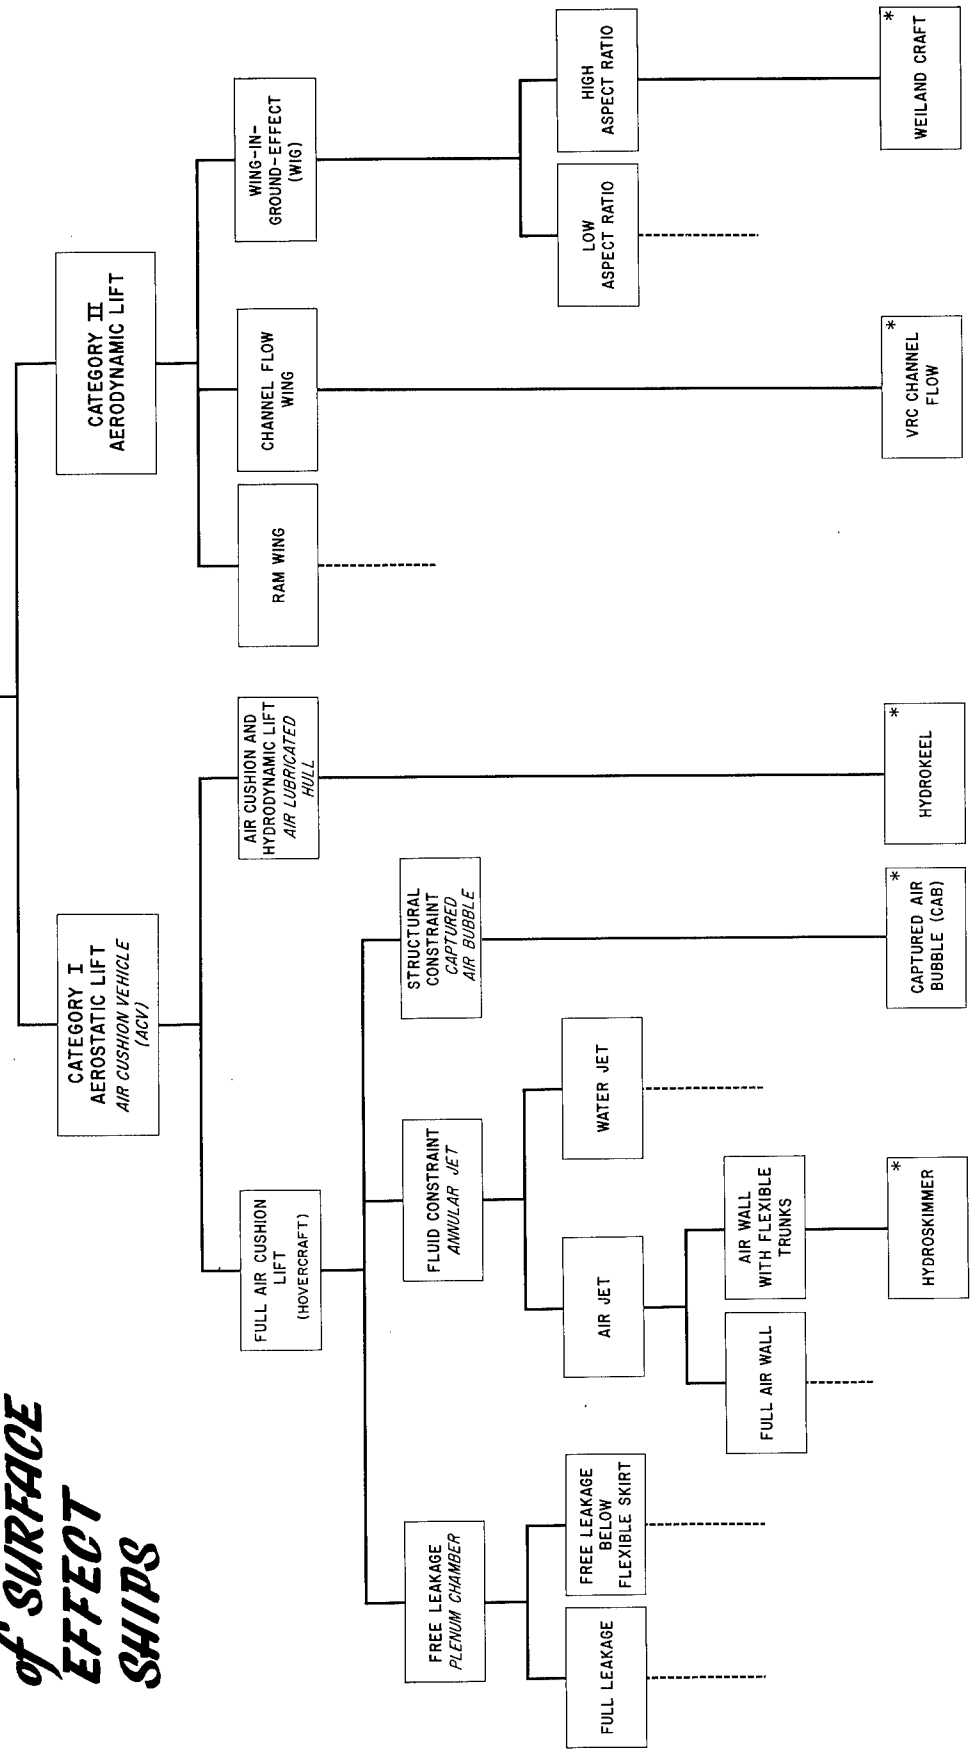 of SURFACE
EFFECT
SHIPS
CATEGORY I
AEROSTATIC LIFT
AIR CUSHION VEHICLE
(ACV)
CATEGORY II
AERODYNAMIC LIFT
FULL AIR CUSHION
LIFT
(HOVERCRAFT)
AIR CUSHION AND
HYDRODYNAMIC LIFT
AIR LUBRICATED
HULL
RAM WING
CHANNEL FLOW
WING
WING-IN-
GROUND-EFFECT
(WIG)
FREE LEAKAGE
PLENUM CHAMBER
FLUID CONSTRAINT
ANNULAR JET
STRUCTURAL
CONSTRAINT
CAPTURED
AIR BUBBLE
FULL LEAKAGE
FREE LEAKAGE
BELOW
FLEXIBLE SKIRT
AIR JET
WATER JET
LOW
ASPECT RATIO
HIGH
ASPECT RATIO
FULL AIR WALL
AIR WALL
WITH FLEXIBLE
TRUNKS
*
HYDROSKIMMER
*
CAPTURED AIR
BUBBLE (CAB)
*
HYDROKEEL
*
VRC CHANNEL
FLOW
*
WEILAND CRAFT